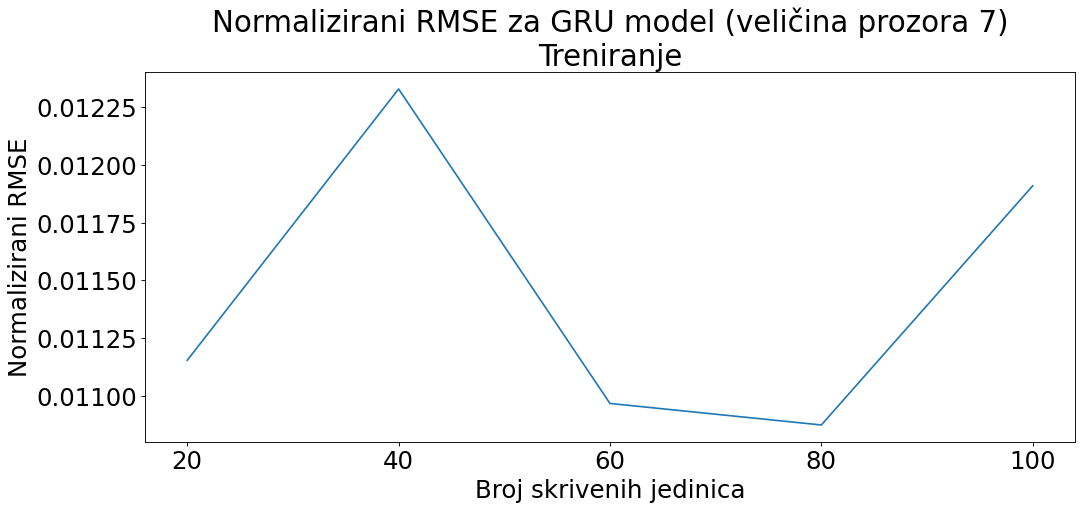 Normalizirani RMSE za GRU model (veličina prozora 7)
Treniranje
Normalizirani RMSE
0.01225
0.01200
0.01175
0.01150
0.01125
0.01100
20 40 60 80 100
Broj skrivenih jedinica